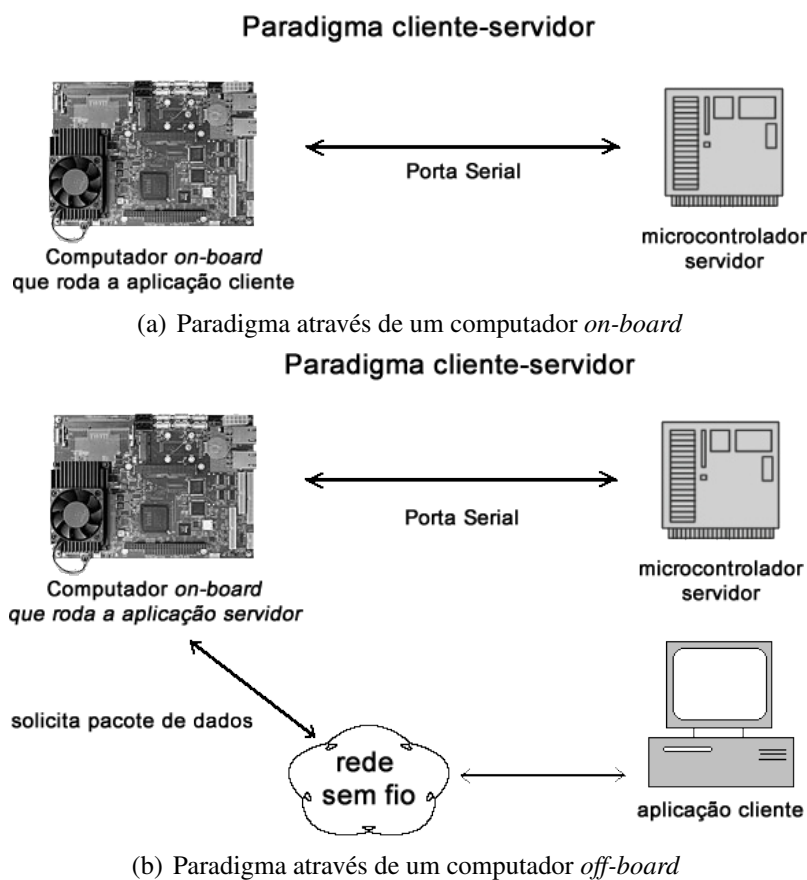 Paradigma cliente-servidor
Porta Serial
Computador on-board
que roda a aplicação cliente
microcontrolador
servidor
(a) Paradigma através de um computador on-board
Paradigma cliente-servidor
Porta Serial
Computador on-board
que roda a aplicação servidor
microcontrolador
servidor
solicita pacote de dados
rede
sem fio
aplicação cliente
(b) Paradigma através de um computador off-board